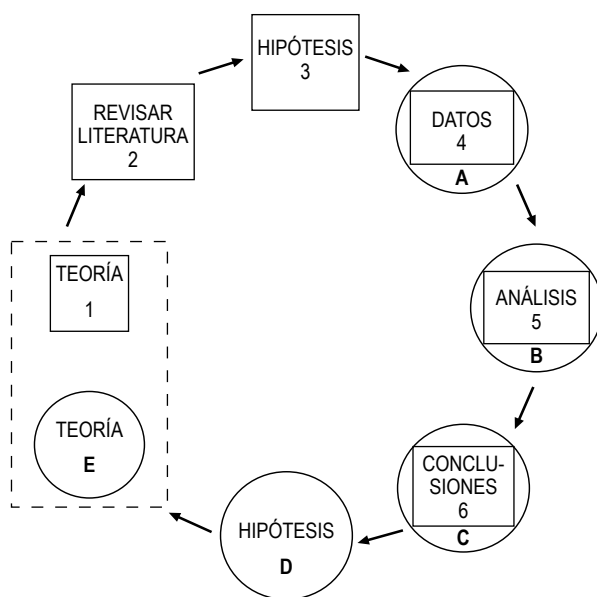 HIPÓTESIS
3
REVISAR
LITERATURA
2
DATOS
4
A
TEORÍA
1
ANÁLISIS
5
B
TEORÍA
E
CONCLU-
SIONES
6
C
HIPÓTESIS
D